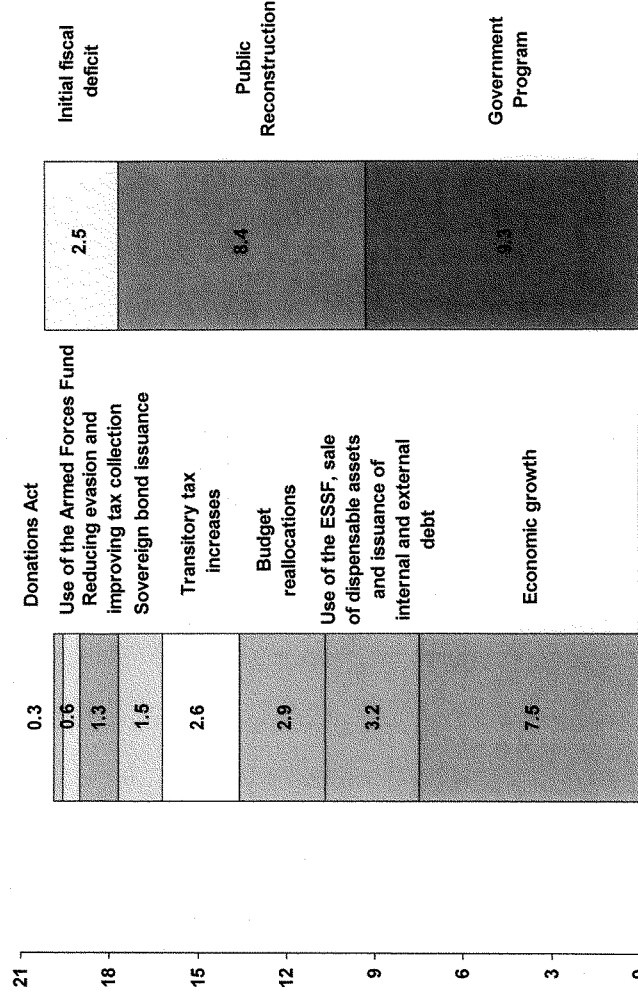 21
18
15
12
9
6
3
0
0.3
0.6
1.3
1.5
2.6
2.9
3.2
7.5
Donations Act
Use of the Armed Forces Fund
Reducing evasion and
improving tax collection
Sovereign bond issuance
Transitory tax
increases
Budget
reallocations
Use of the ESSF, sale
of dispensable assets
and issuance of
internal and external
debt
Economic growth
2.5
8.4
9.3
Initial fiscal
deficit
Public
Reconstruction
Government
Program